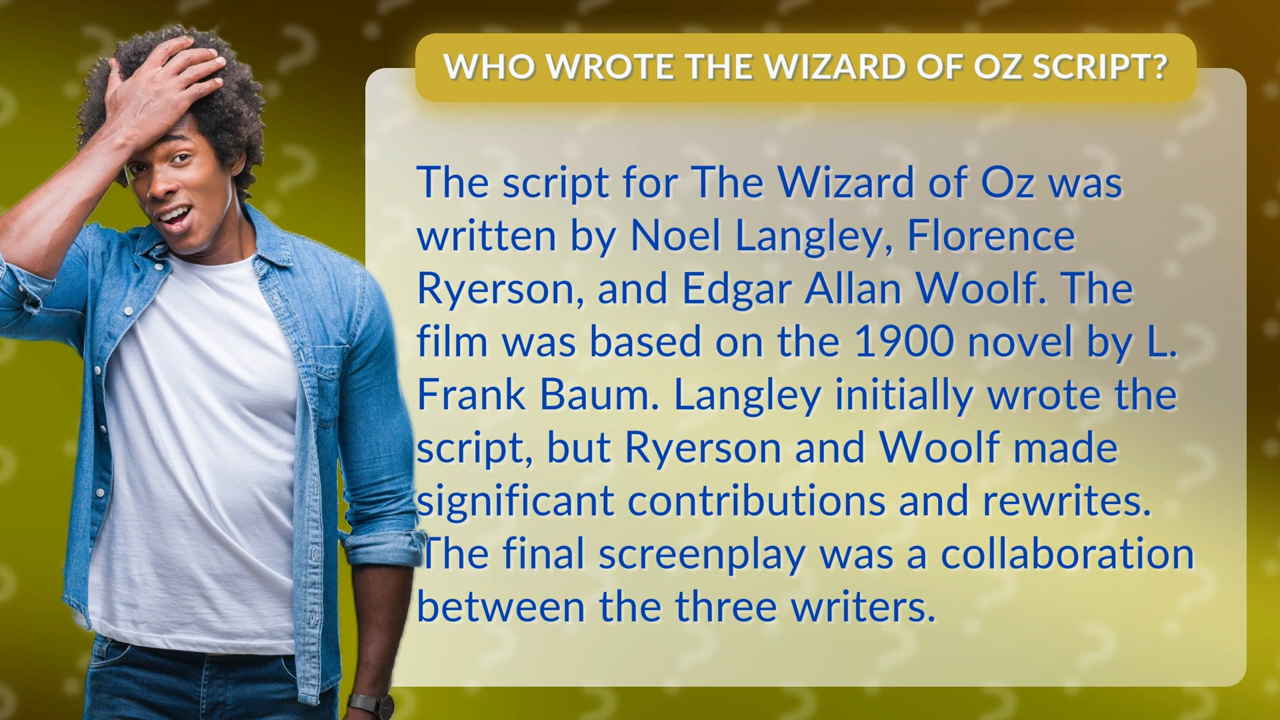 WHO WROTE THE WIZARD OF OZ SCRIPT?
The script for The Wizard of Oz was
written by Noel Langley, Florence
Ryerson, and Edgar Allan Woolf. The
film was based on the 1900 novel by L.
Frank Baum. Langley initially wrote the
script, but Ryerson and Woolf made
significant contributions and rewrites.
The final screenplay was a collaboration
between the three writers.